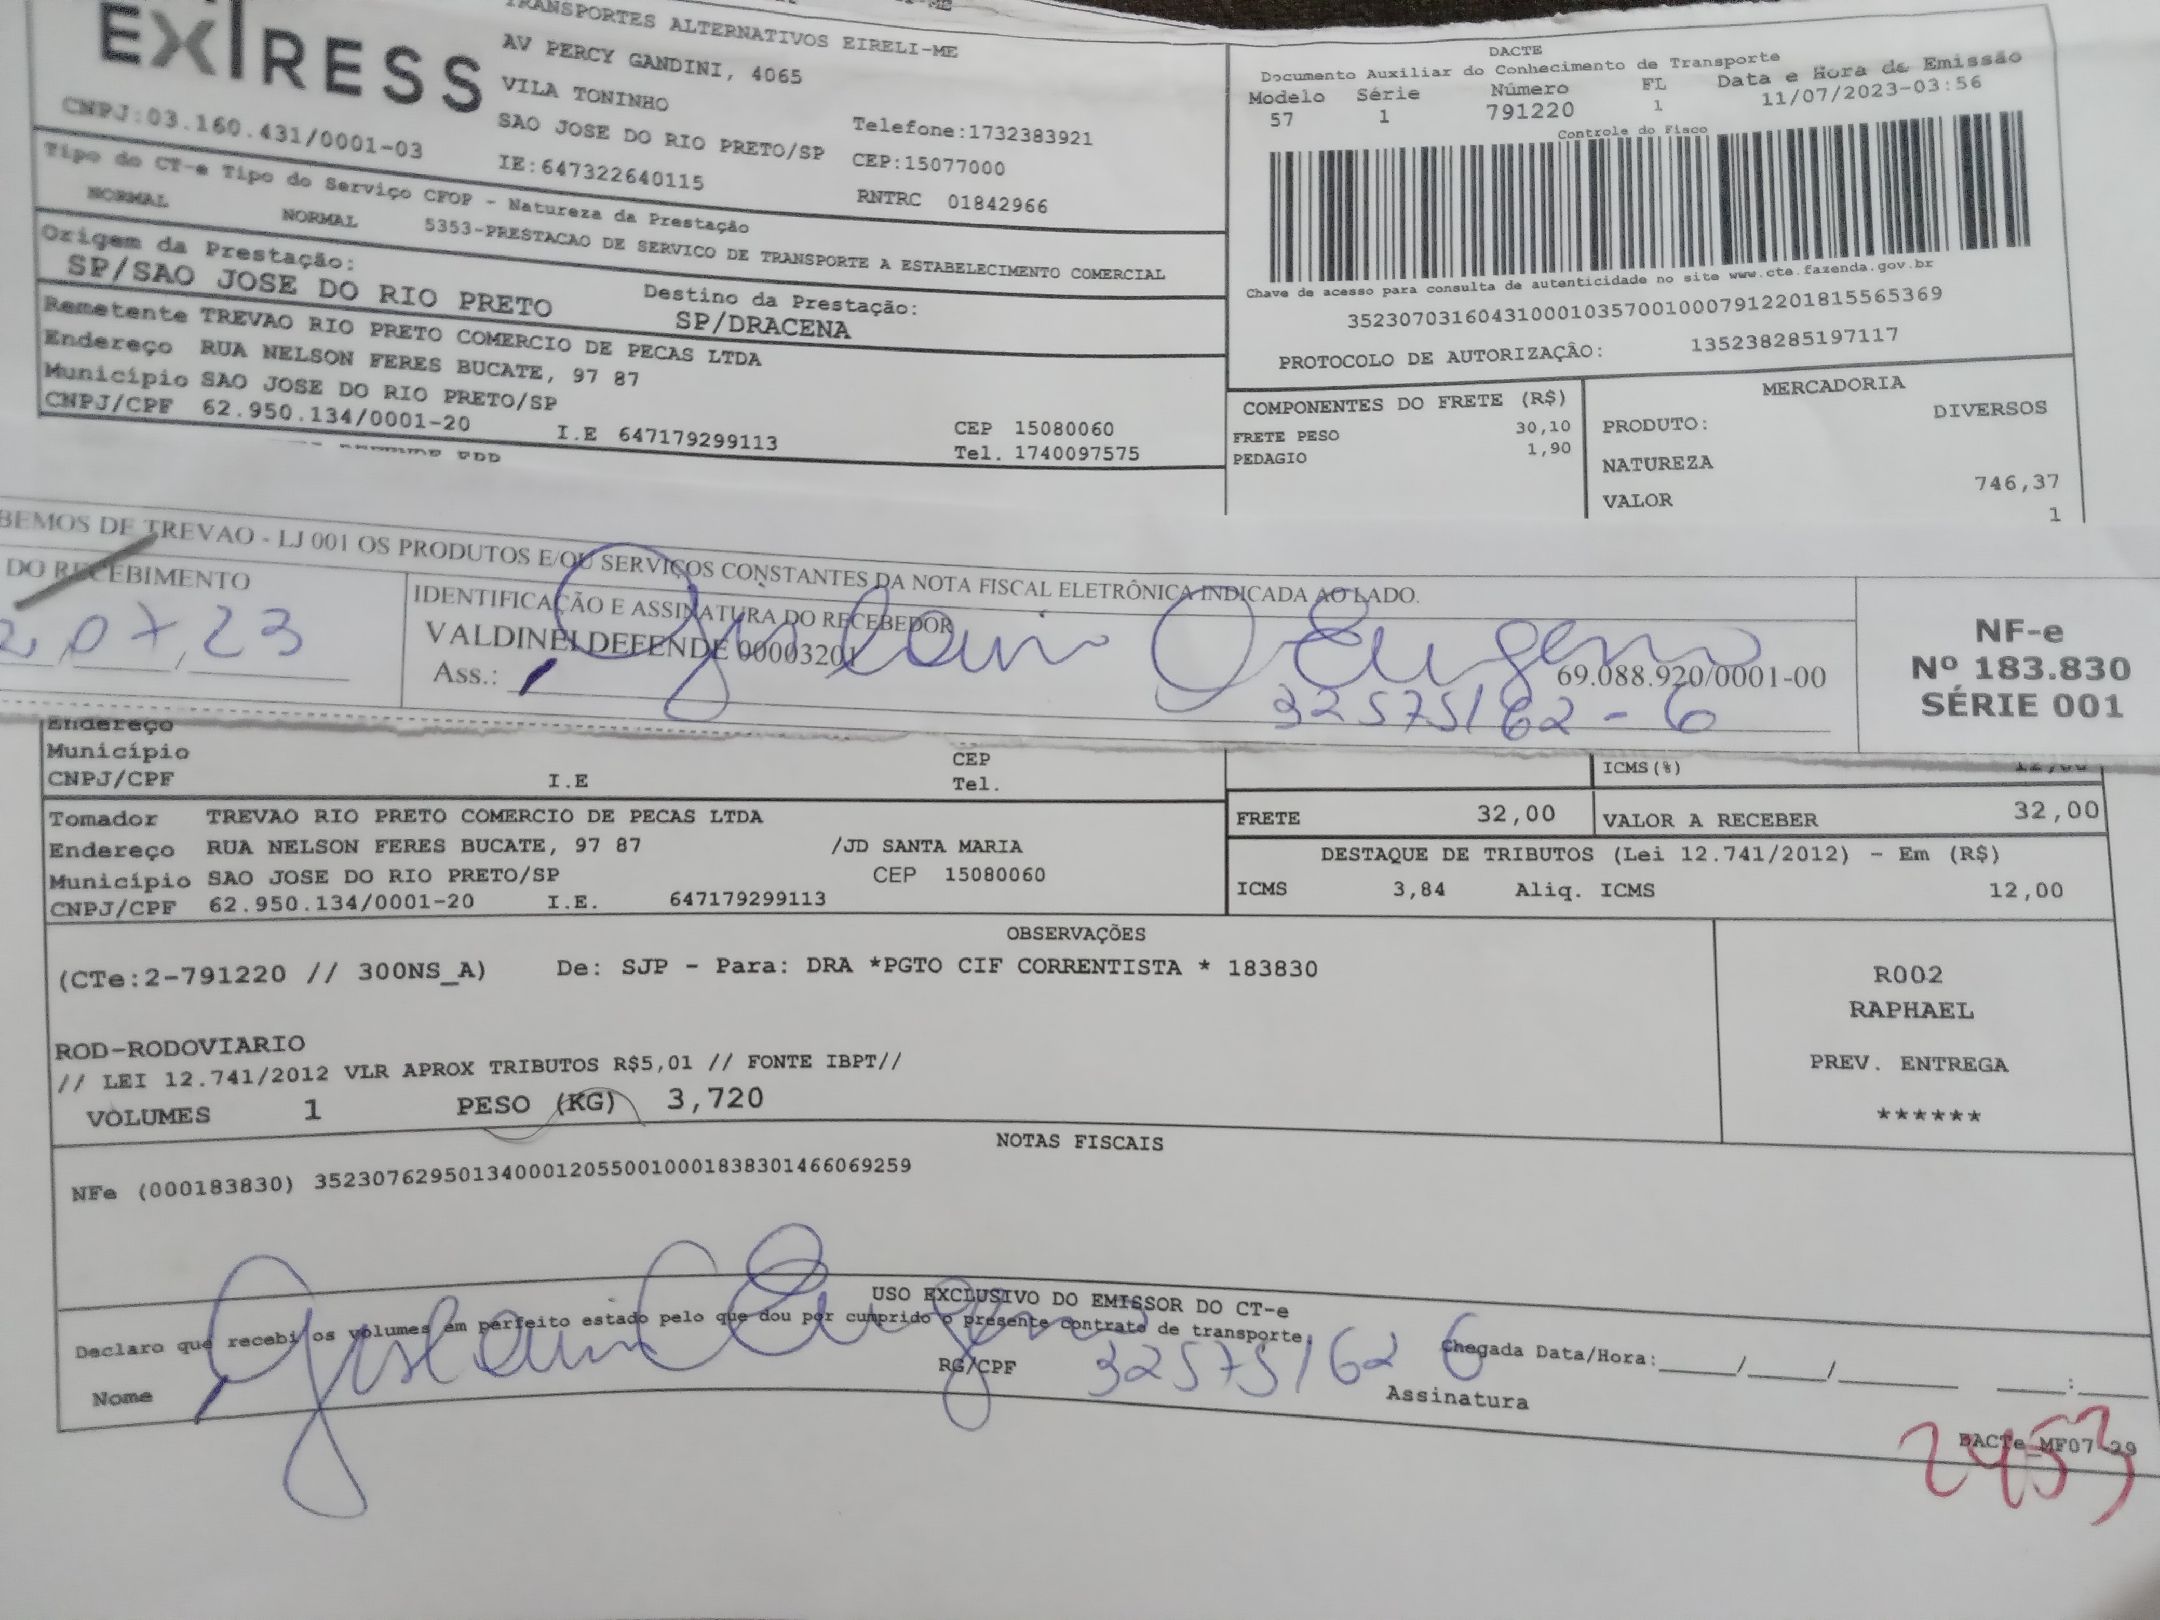 EXPRESS
TRANSPORTES ALTERNATIVOS EIRELI-ME
AV PERCY GANDINI, 4065
VILA TONINHO
SAO JOSE DO RIO PRETO/SP
Telefone:1732383921
CEP:15077000
CNPJ:03.160.431/0001-03
IE:647322640115
RNTRC 01842966
DACTE
Documento Auxiliar do Conhecimento de Transporte
Modelo Série Número FL Data e Hora de Emissão
57 1 791220 1 11/07/2023-03:56
Controle do Fisco
Chave de acesso para consulta de autenticidade no site www.cte.fazenda.gov.br
35230703160431000103570010007912201815565369
PROTOCOLO DE AUTORIZAÇÃO: 135238285197117
Tipo do CT-e Tipo do Serviço CFOP - Natureza da Prestação
NORMAL NORMAL 5353-PRESTACAO DE SERVICO DE TRANSPORTE A ESTABELECIMENTO COMERCIAL
Origem da Prestação: Destino da Prestação:
SP/SAO JOSE DO RIO PRETO SP/DRACENA
Remetente TREVAO RIO PRETO COMERCIO DE PECAS LTDA
Endereço RUA NELSON FERES BUCATE, 97 87
Município SAO JOSE DO RIO PRETO/SP CEP 15080060
CNPJ/CPF 62.950.134/0001-20 I.E 647179299113 Tel. 1740097575
COMPONENTES DO FRETE (R$)
FRETE PESO 30,10
PEDAGIO 1,90
MERCADORIA
PRODUTO: DIVERSOS
NATUREZA
VALOR 746,37
1
BEMOS DE TREVAO - LJ 001 OS PRODUTOS E/OU SERVIÇOS CONSTANTES DA NOTA FISCAL ELETRÔNICA INDICADA AO LADO.
DO RECEBIMENTO
2,07,23
IDENTIFICAÇÃO E ASSINATURA DO RECEBEDOR
VALDINEI DEFENDE 00003201
69.088.920/0001-00
Ass.:
32575162-6
NF-e
Nº 183.830
SÉRIE 001
Endereço
Município CEP
CNPJ/CPF I.E Tel.
ICMS(%) 12,00
Tomador TREVAO RIO PRETO COMERCIO DE PECAS LTDA
Endereço RUA NELSON FERES BUCATE, 97 87 /JD SANTA MARIA
Município SAO JOSE DO RIO PRETO/SP CEP 15080060
CNPJ/CPF 62.950.134/0001-20 I.E. 647179299113
FRETE 32,00 VALOR A RECEBER 32,00
DESTAQUE DE TRIBUTOS (Lei 12.741/2012) - Em (R$)
ICMS 3,84 Aliq. ICMS 12,00
OBSERVAÇÕES
(CTe:2-791220 // 300NS_A) De: SJP - Para: DRA *PGTO CIF CORRENTISTA * 183830
ROD-RODOVIARIO
// LEI 12.741/2012 VLR APROX TRIBUTOS R$5,01 // FONTE IBPT//
VOLUMES 1 PESO (KG) 3,720
R002
RAPHAEL
PREV. ENTREGA
******
NOTAS FISCAIS
NFe (000183830) 35230762950134000120550010001838301466069259
USO EXCLUSIVO DO EMISSOR DO CT-e
Declaro que recebi os volumes em perfeito estado pelo que dou por cumprido o presente contrato de transporte.
Chegada Data/Hora:____/____/______ ____:____
Nome RG/CPF 32575162 6 Assinatura
DACTe_MF07
2453